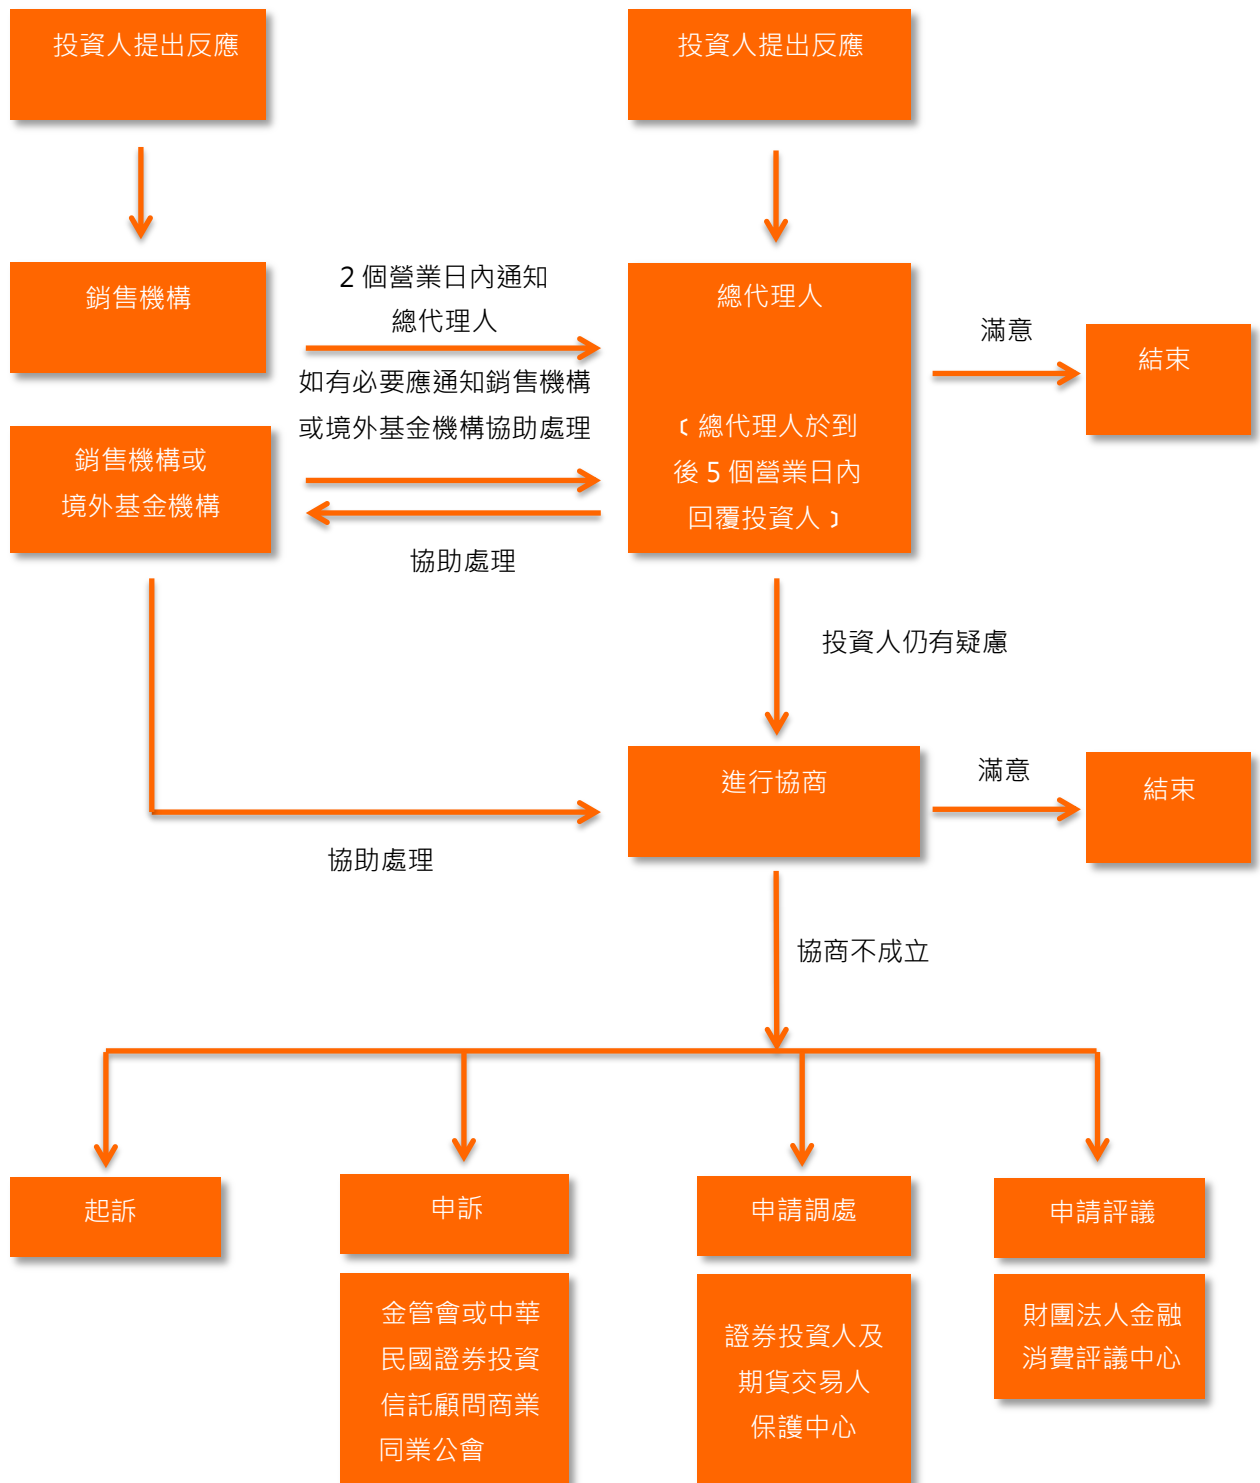 投資人提出反應
投資人提出反應
銷售機構
2 個營業日內通知
總代理人
總代理人
滿意
結束
如有必要應通知銷售機構
或境外基金機構協助處理
銷售機構或
境外基金機構
﹝總代理人於到
後 5 個營業日內
回覆投資人﹞
協助處理
投資人仍有疑慮
進行協商
滿意
結束
協助處理
協商不成立
起訴
申訴
申請調處
申請評議
金管會或中華
民國證券投資
信託顧問商業
同業公會
證券投資人及
期貨交易人
保護中心
財團法人金融
消費評議中心